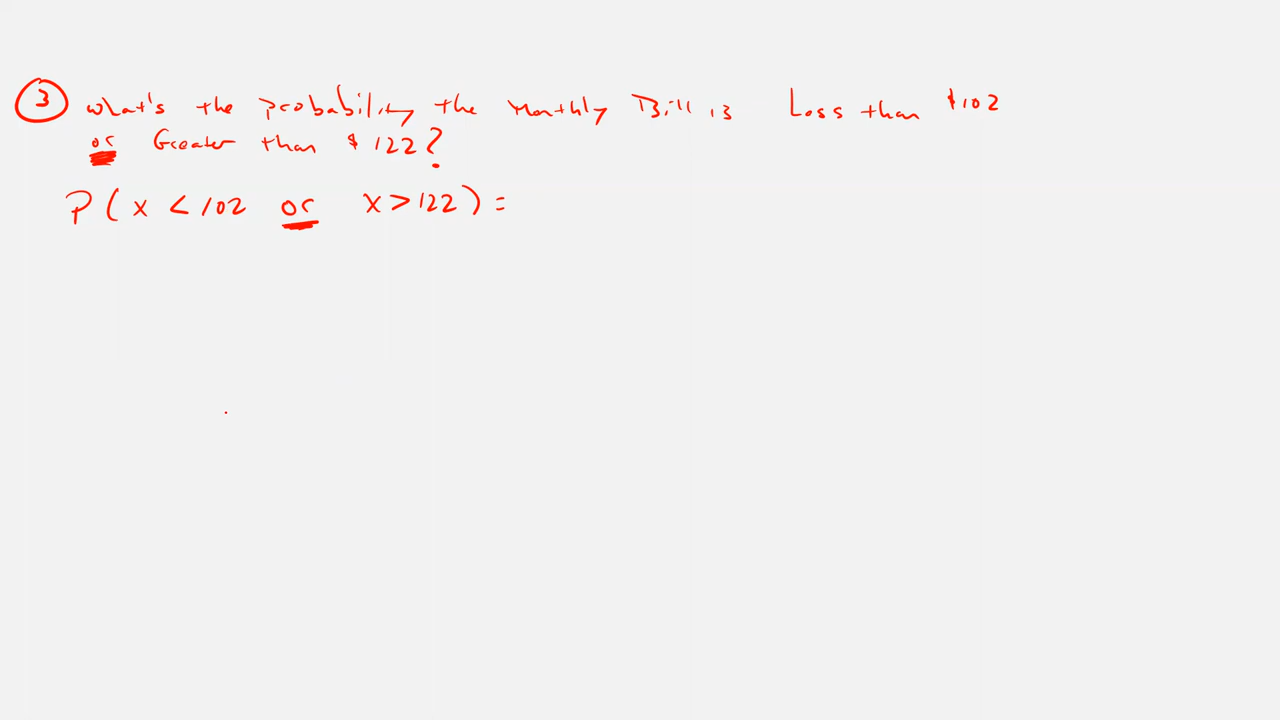 ③ What's the probability the Monthly Bill is Less than $102
or Greater than $122?
P(x < 102 or x > 122) =